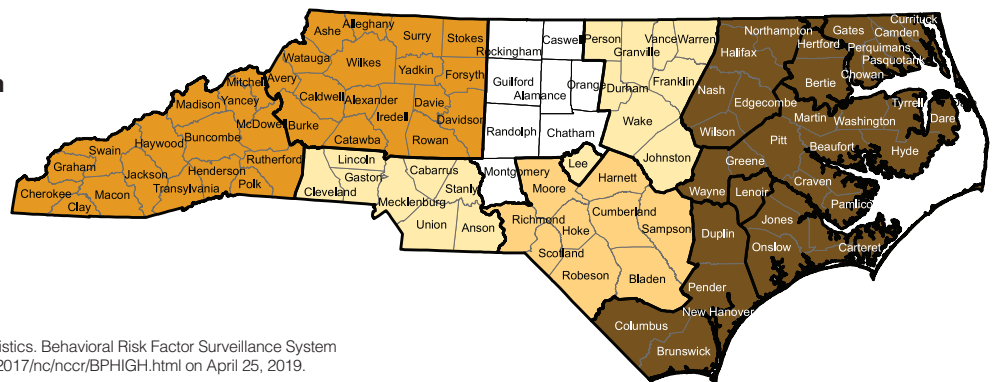 Ashe
Alleghany
Surry
Stokes
Rockingham
Caswell
Person
Granville
Vance
Warren
Northampton
Gates
Currituck
Camden
Hertford
Perquimans
Pasquotank
Halifax
Watauga
Wilkes
Yadkin
Forsyth
Guilford
Alamance
Orange
Durham
Franklin
Bertie
Chowan
Mitchell
Avery
Caldwell
Alexander
Davie
Iredell
Davidson
Nash
Edgecombe
Martin
Washington
Tyrrell
Dare
Madison
Yancey
McDowell
Burke
Catawba
Rowan
Randolph
Chatham
Wake
Wilson
Pitt
Beaufort
Hyde
Swain
Haywood
Buncombe
Rutherford
Lincoln
Cabarrus
Montgomery
Lee
Johnston
Greene
Graham
Jackson
Henderson
Polk
Cleveland
Gaston
Stanly
Moore
Harnett
Wayne
Lenoir
Craven
Pamlico
Cherokee
Clay
Macon
Transylvania
Mecklenburg
Union
Anson
Richmond
Hoke
Cumberland
Sampson
Duplin
Jones
Onslow
Carteret
Scotland
Robeson
Bladen
Pender
New Hanover
Columbus
Brunswick
istics. Behavioral Risk Factor Surveillance System
2017/nc/nccr/BPHIGH.html on April 25, 2019.